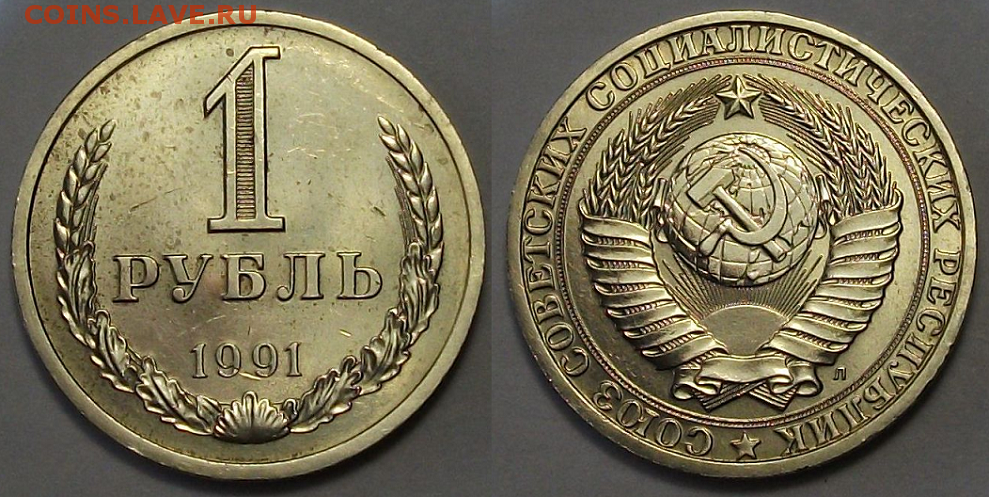 COINS.LAVE.RU
1
РУБЛЬ
1991
СОЮЗ СОВЕТСКИХ СОЦИАЛИСТИЧЕСКИХ РЕСПУБЛИК
Л